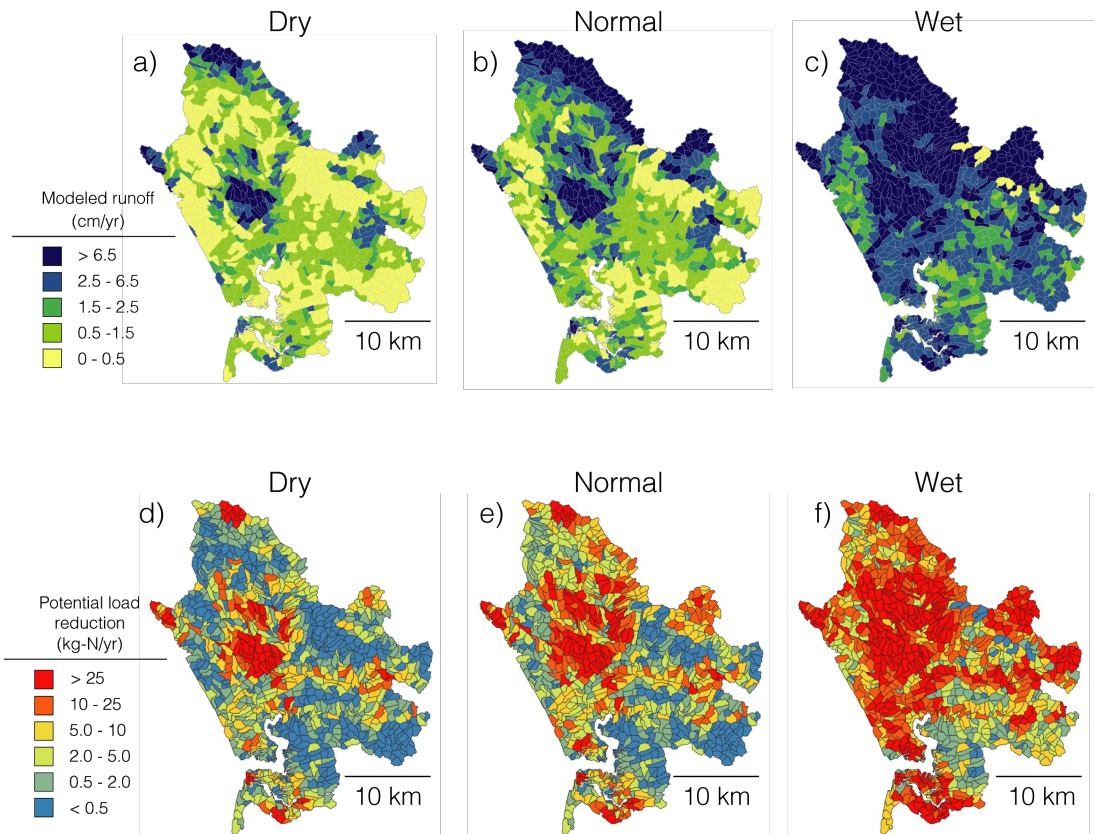 Dry
Normal
Wet
a)
b)
c)
Modeled runoff
(cm/yr)
> 6.5
2.5 - 6.5
1.5 - 2.5
0.5 -1.5
0 - 0.5
10 km
10 km
10 km
Dry
Normal
Wet
d)
e)
f)
Potential load
reduction
(kg-N/yr)
> 25
10 - 25
5.0 - 10
2.0 - 5.0
0.5 - 2.0
< 0.5
10 km
10 km
10 km